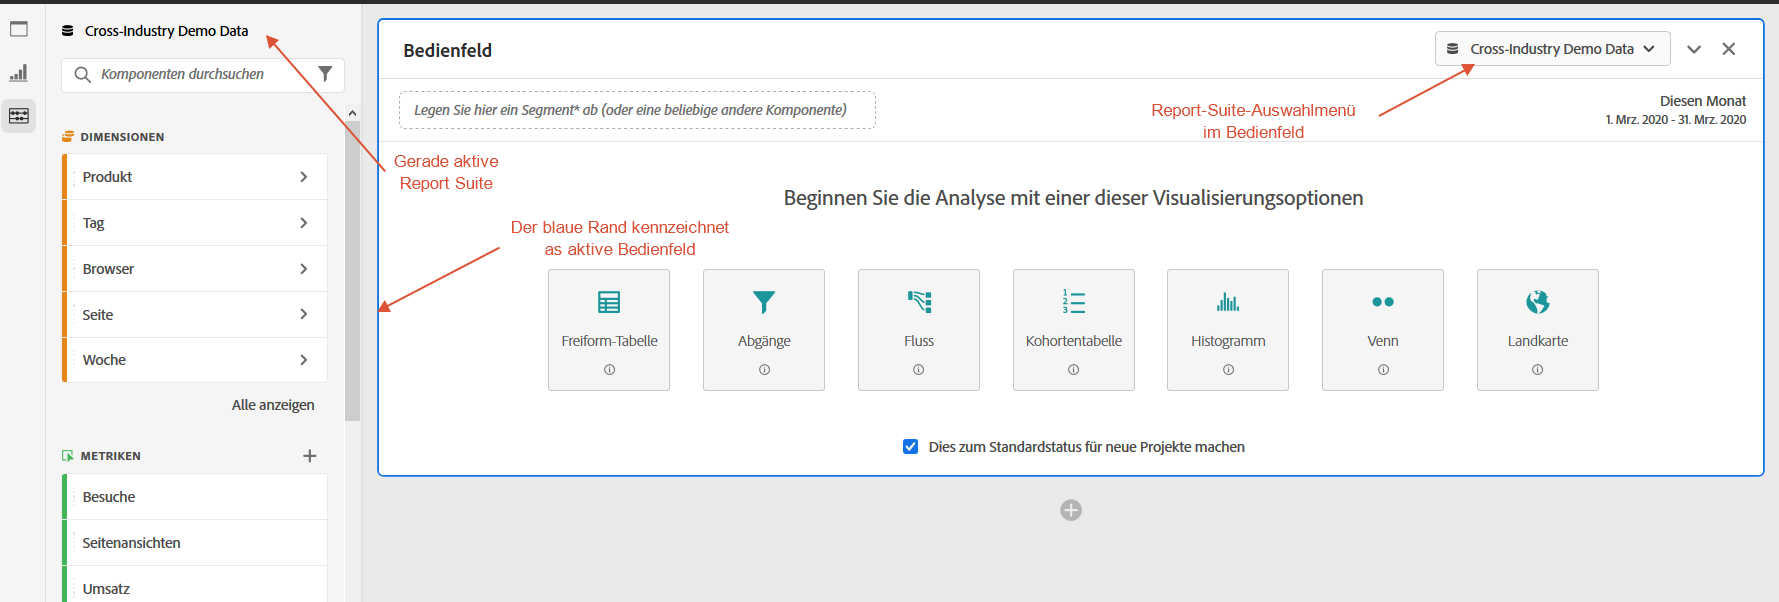 Cross-Industry Demo Data
Komponenten durchsuchen
DIMENSIONEN
Produkt
Tag
Browser
Seite
Woche
Alle anzeigen
METRIKEN
Besuche
Seitenansichten
Umsatz
Gerade aktive
Report Suite
Bedienfeld
Cross-Industry Demo Data
Legen Sie hier ein Segment* ab (oder eine beliebige andere Komponente)
Report-Suite-Auswahlmenü
im Bedienfeld
Diesen Monat
1. Mrz. 2020 - 31. Mrz. 2020
Beginnen Sie die Analyse mit einer dieser Visualisierungsoptionen
Der blaue Rand kennzeichnet
as aktive Bedienfeld
Freiform-Tabelle
Abgänge
Fluss
1
2
3
Kohortentabelle
Histogramm
Venn
Landkarte
Dies zum Standardstatus für neue Projekte machen